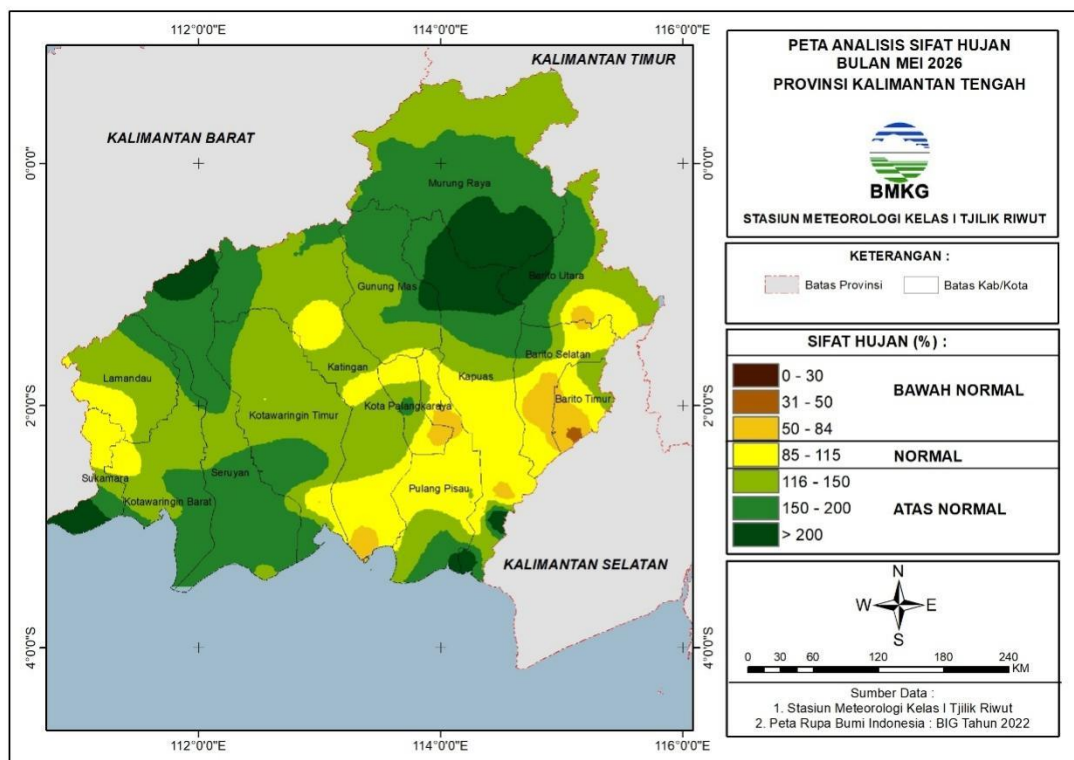 112°0'0"E
114°0'0"E
116°0'0"E
KALIMANTAN TIMUR
KALIMANTAN BARAT
0°0'0"
0°0'0"
Murung Raya
Barito Utara
Gunung Mas
Barito Selatan
Katingan
Kapuas
Lamandau
Barito Timur
2°0'0"S
Kota Palangkaraya
2°0'0"S
Kotawaringin Timur
Seruyan
Sukamara
Pulang Pisau
Kotawaringin Barat
KALIMANTAN SELATAN
4°0'0"S
4°0'0"S
112°0'0"E
114°0'0"E
116°0'0"E
PETA ANALISIS SIFAT HUJAN
BULAN MEI 2026
PROVINSI KALIMANTAN TENGAH
BMKG
STASIUN METEOROLOGI KELAS I TJILIK RIWUT
KETERANGAN :
Batas Provinsi
Batas Kab/Kota
SIFAT HUJAN (%) :
0 - 30
31 - 50
BAWAH NORMAL
50 - 84
85 - 115
NORMAL
116 - 150
150 - 200
ATAS NORMAL
> 200
N
W
E
S
0 30 60 120 180 240
KM
Sumber Data :
1. Stasiun Meteorologi Kelas I Tjilik Riwut
2. Peta Rupa Bumi Indonesia : BIG Tahun 2022